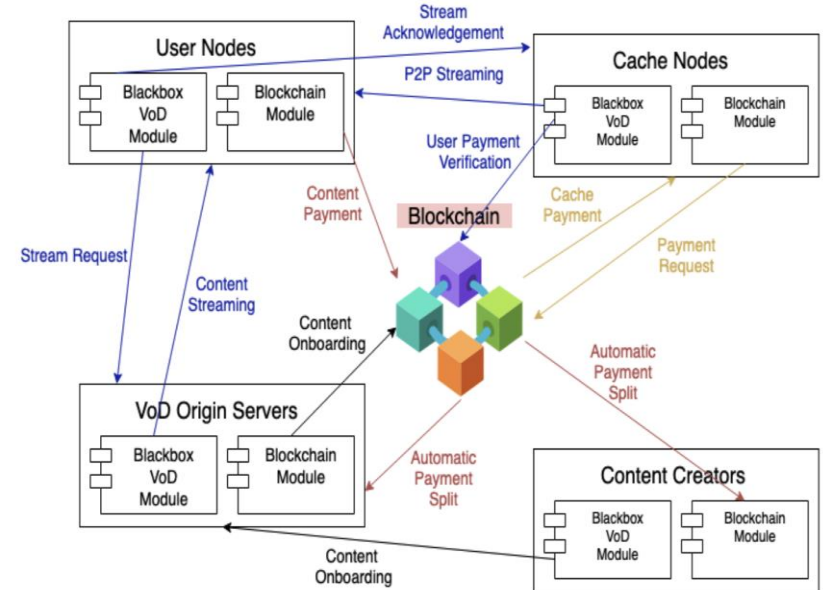 Stream
Acknowledgement
User Nodes
Cache Nodes
P2P Streaming
Blackbox
VoD
Module
Blockchain
Module
Blackbox
VoD
Module
Blockchain
Module
User Payment
Verification
Content
Payment
Cache
Payment
Blockchain
Payment
Request
Stream Request
Content
Streaming
Content
Onboarding
Automatic
Payment
Split
VoD Origin Servers
Blackbox
VoD
Module
Blockchain
Module
Automatic
Payment
Split
Content Creators
Blackbox
VoD
Module
Blockchain
Module
Content
Onboarding